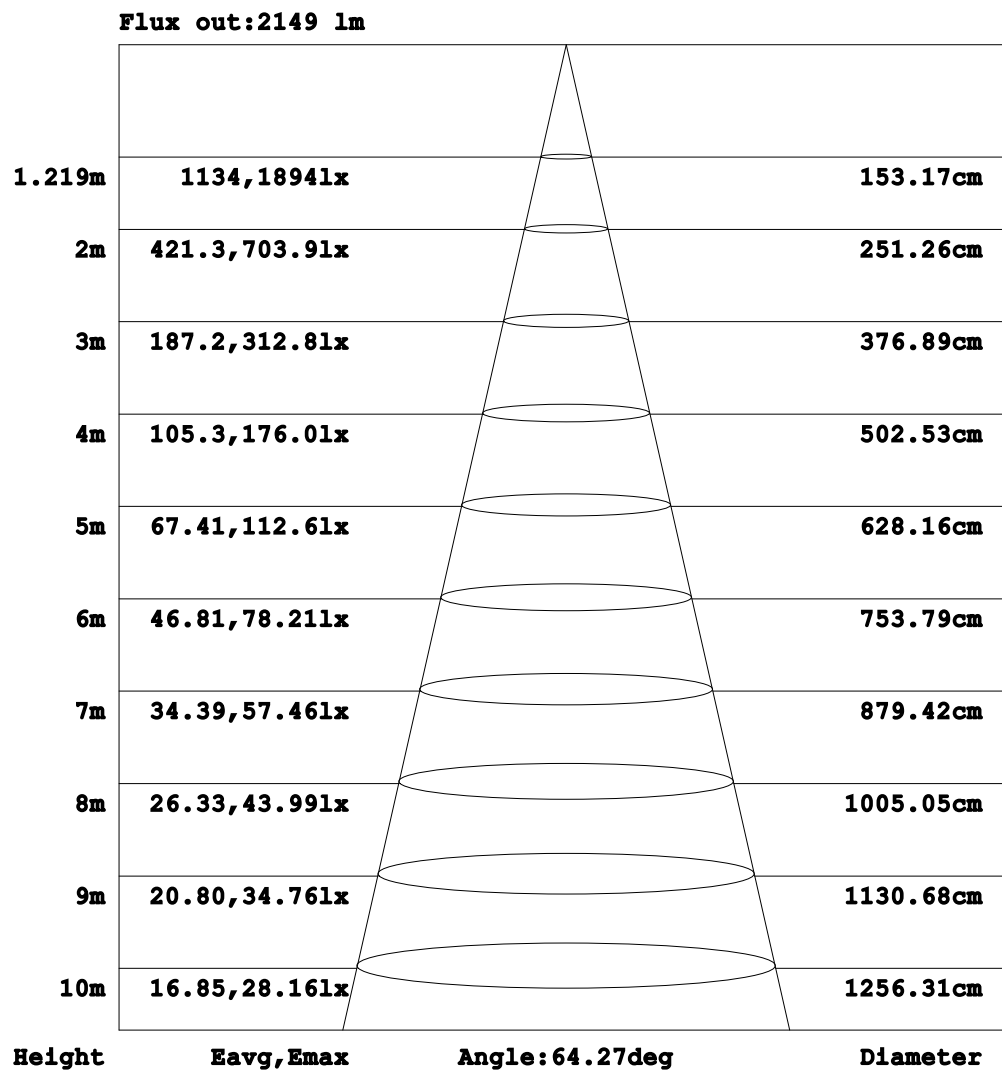 Flux out:2149 lm
1.219m 1134,1894lx 153.17cm
2m 421.3,703.9lx 251.26cm
3m 187.2,312.8lx 376.89cm
4m 105.3,176.0lx 502.53cm
5m 67.41,112.6lx 628.16cm
6m 46.81,78.21lx 753.79cm
7m 34.39,57.46lx 879.42cm
8m 26.33,43.99lx 1005.05cm
9m 20.80,34.76lx 1130.68cm
10m 16.85,28.16lx 1256.31cm
Height Eavg,Emax Angle:64.27deg Diameter